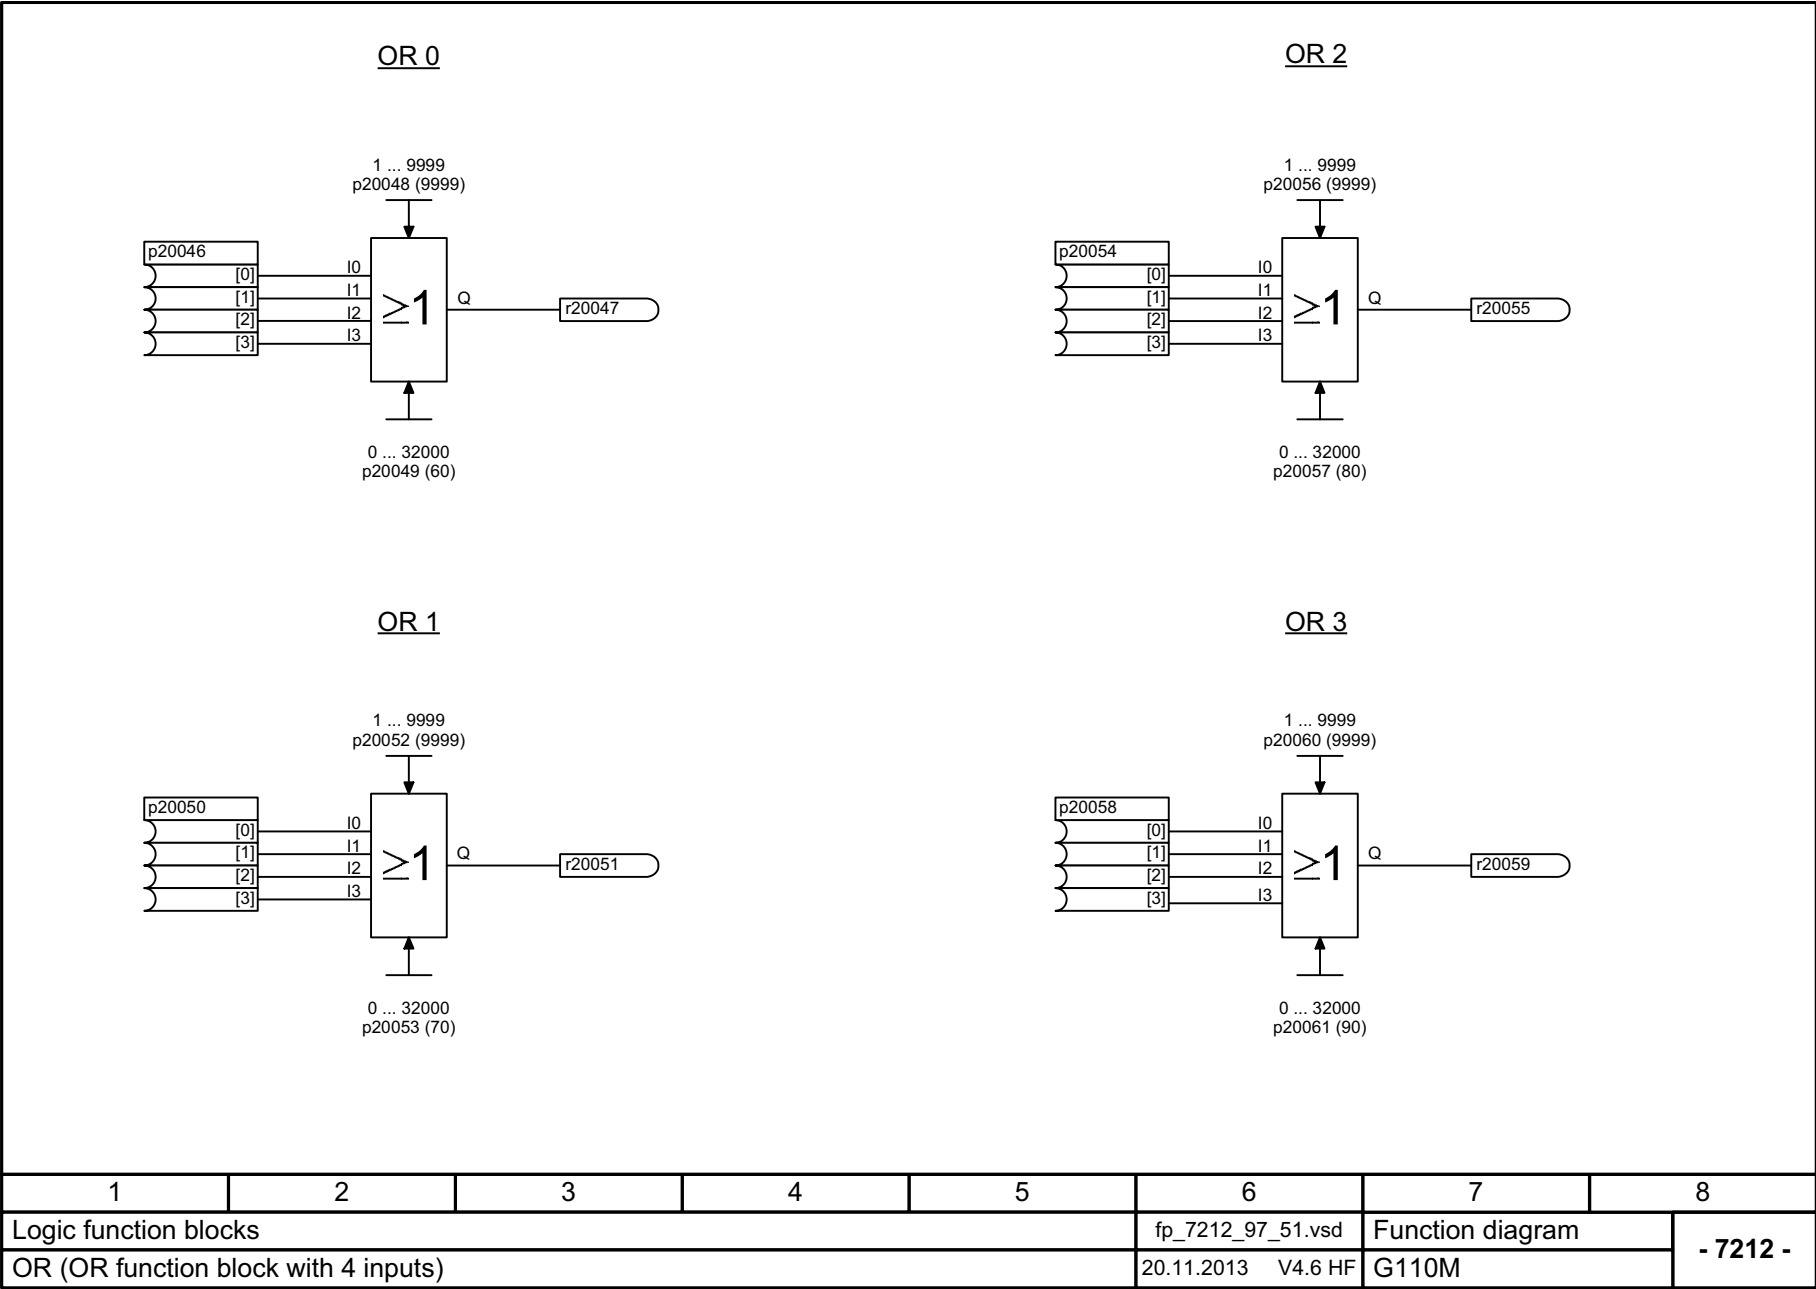 OR 0
1 ... 9999
p20048 (9999)
p20046
[0] I0
[1] I1
[2] I2
[3] I3
≥1
Q
r20047
0 ... 32000
p20049 (60)
OR 2
1 ... 9999
p20056 (9999)
p20054
[0] I0
[1] I1
[2] I2
[3] I3
≥1
Q
r20055
0 ... 32000
p20057 (80)
OR 1
1 ... 9999
p20052 (9999)
p20050
[0] I0
[1] I1
[2] I2
[3] I3
≥1
Q
r20051
0 ... 32000
p20053 (70)
OR 3
1 ... 9999
p20060 (9999)
p20058
[0] I0
[1] I1
[2] I2
[3] I3
≥1
Q
r20059
0 ... 32000
p20061 (90)
1 2 3 4 5 6 7 8
Logic function blocks
fp_7212_97_51.vsd
Function diagram
- 7212 -
OR (OR function block with 4 inputs)
20.11.2013 V4.6 HF
G110M